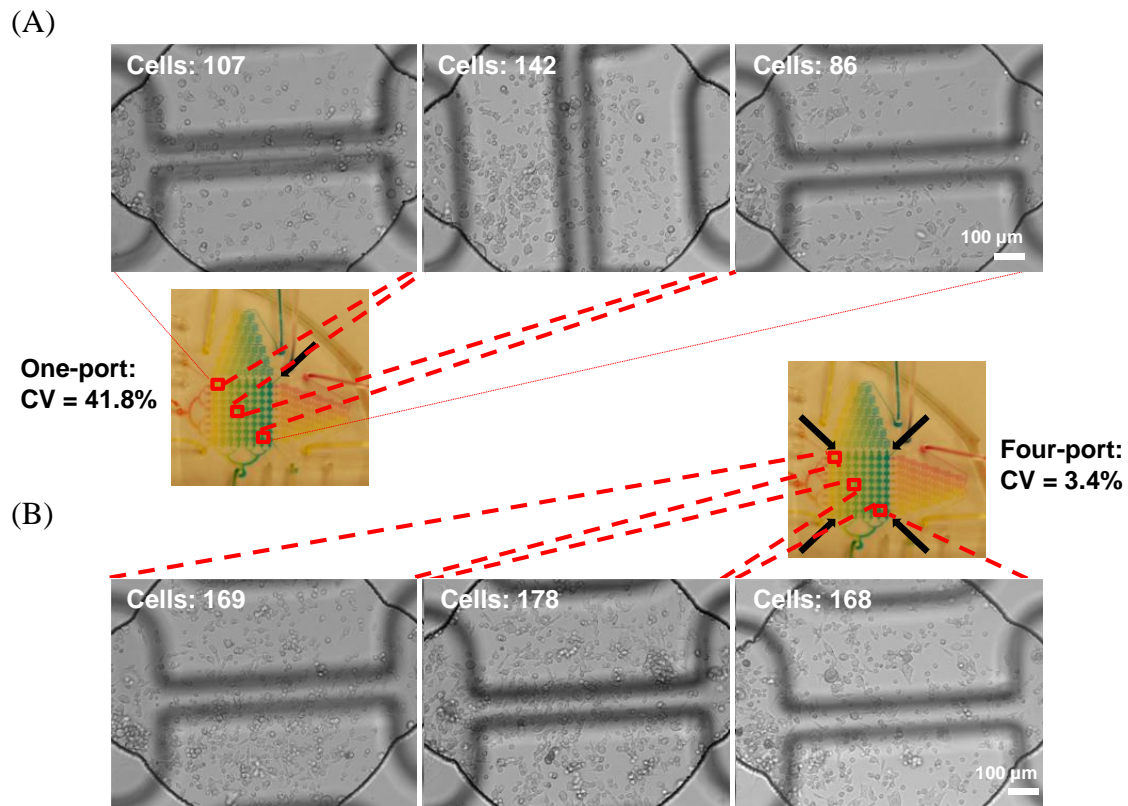 (A)
Cells: 107
Cells: 142
Cells: 86
100 µm
One-port:
CV = 41.8%
Four-port:
CV = 3.4%
(B)
Cells: 169
Cells: 178
Cells: 168
100 µm